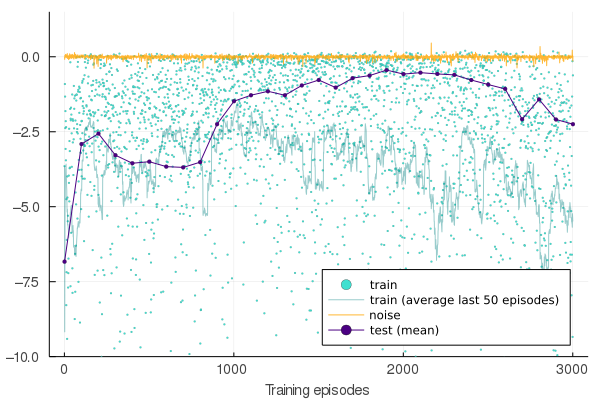 0.0
−2.5
−5.0
−7.5
−10.0
train
train (average last 50 episodes)
noise
test (mean)
0
1000
2000
3000
Training episodes